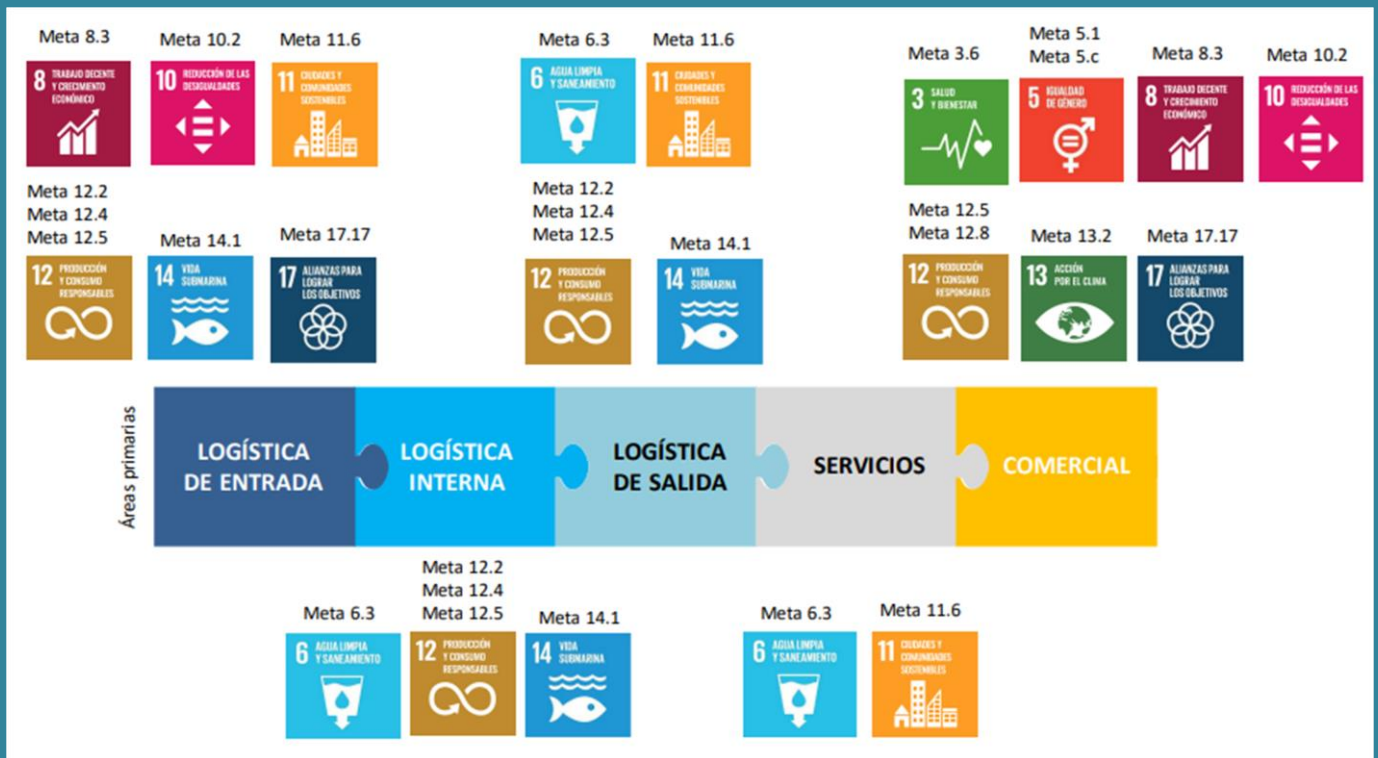 Meta 8.3
8 TRABAJO DECENTE
Y CRECIMIENTO
ECONÓMICO
Meta 10.2
10 REDUCCIÓN DE LAS
DESIGUALDADES
Meta 11.6
11 CIUDADES Y
COMUNIDADES
SOSTENIBLES
Meta 12.2
Meta 12.4
Meta 12.5
12 PRODUCCIÓN
Y CONSUMO
RESPONSABLES
Meta 14.1
14 VIDA
SUBMARINA
Meta 17.17
17 ALIANZAS PARA
LOGRAR
LOS OBJETIVOS
Meta 6.3
6 AGUA LIMPIA
Y SANEAMIENTO
Meta 11.6
11 CIUDADES Y
COMUNIDADES
SOSTENIBLES
Meta 12.2
Meta 12.4
Meta 12.5
12 PRODUCCIÓN
Y CONSUMO
RESPONSABLES
Meta 14.1
14 VIDA
SUBMARINA
Meta 3.6
3 SALUD
Y BIENESTAR
Meta 5.1
Meta 5.c
5 IGUALDAD
DE GÉNERO
Meta 8.3
8 TRABAJO DECENTE
Y CRECIMIENTO
ECONÓMICO
Meta 10.2
10 REDUCCIÓN DE LAS
DESIGUALDADES
Meta 12.5
Meta 12.8
12 PRODUCCIÓN
Y CONSUMO
RESPONSABLES
Meta 13.2
13 ACCIÓN
POR EL CLIMA
Meta 17.17
17 ALIANZAS PARA
LOGRAR
LOS OBJETIVOS
Áreas primarias
LOGÍSTICA
DE ENTRADA
LOGÍSTICA
INTERNA
LOGÍSTICA
DE SALIDA
SERVICIOS
COMERCIAL
Meta 6.3
6 AGUA LIMPIA
Y SANEAMIENTO
Meta 12.2
Meta 12.4
Meta 12.5
12 PRODUCCIÓN
Y CONSUMO
RESPONSABLES
Meta 14.1
14 VIDA
SUBMARINA
Meta 6.3
6 AGUA LIMPIA
Y SANEAMIENTO
Meta 11.6
11 CIUDADES Y
COMUNIDADES
SOSTENIBLES